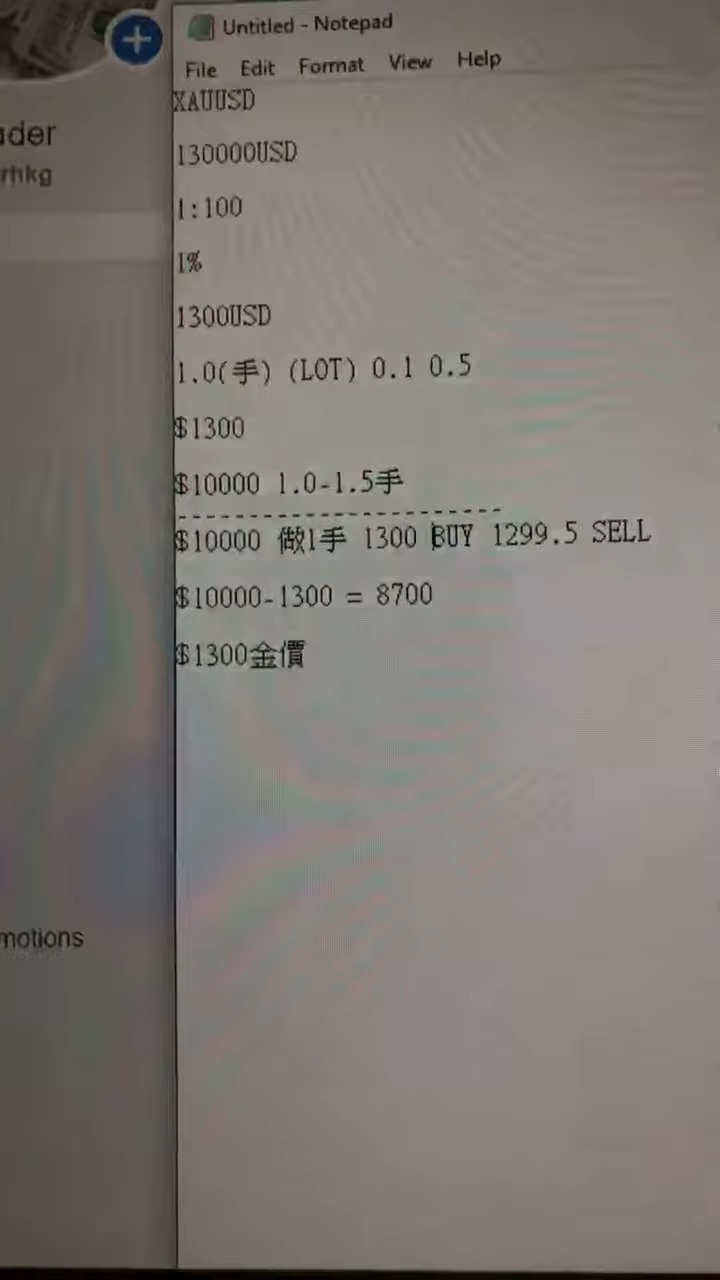 Untitled - Notepad
File Edit Format View Help
ader
rhkg
XAUUSD
130000USD
1:100
1%
1300USD
1.0(手) (LOT) 0.1 0.5
$1300
$10000 1.0-1.5手
------------------------------
$10000 做1手 1300 BUY 1299.5 SELL
$10000-1300 = 8700
$1300金價
motions